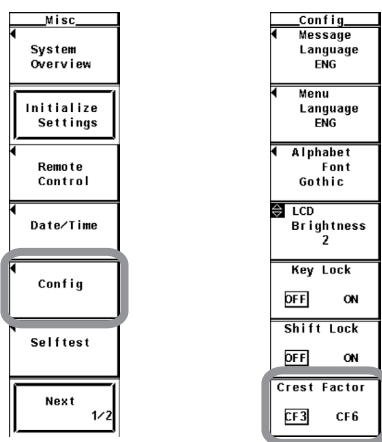 Misc
System
Overview
Initialize
Settings
Remote
Control
Date/Time
Config
Selftest
Next
1/2
Config
Message
Language
ENG
Menu
Language
ENG
Alphabet
Font
Gothic
LCD
Brightness
2
Key Lock
OFF ON
Shift Lock
OFF ON
Crest Factor
CF3 CF6